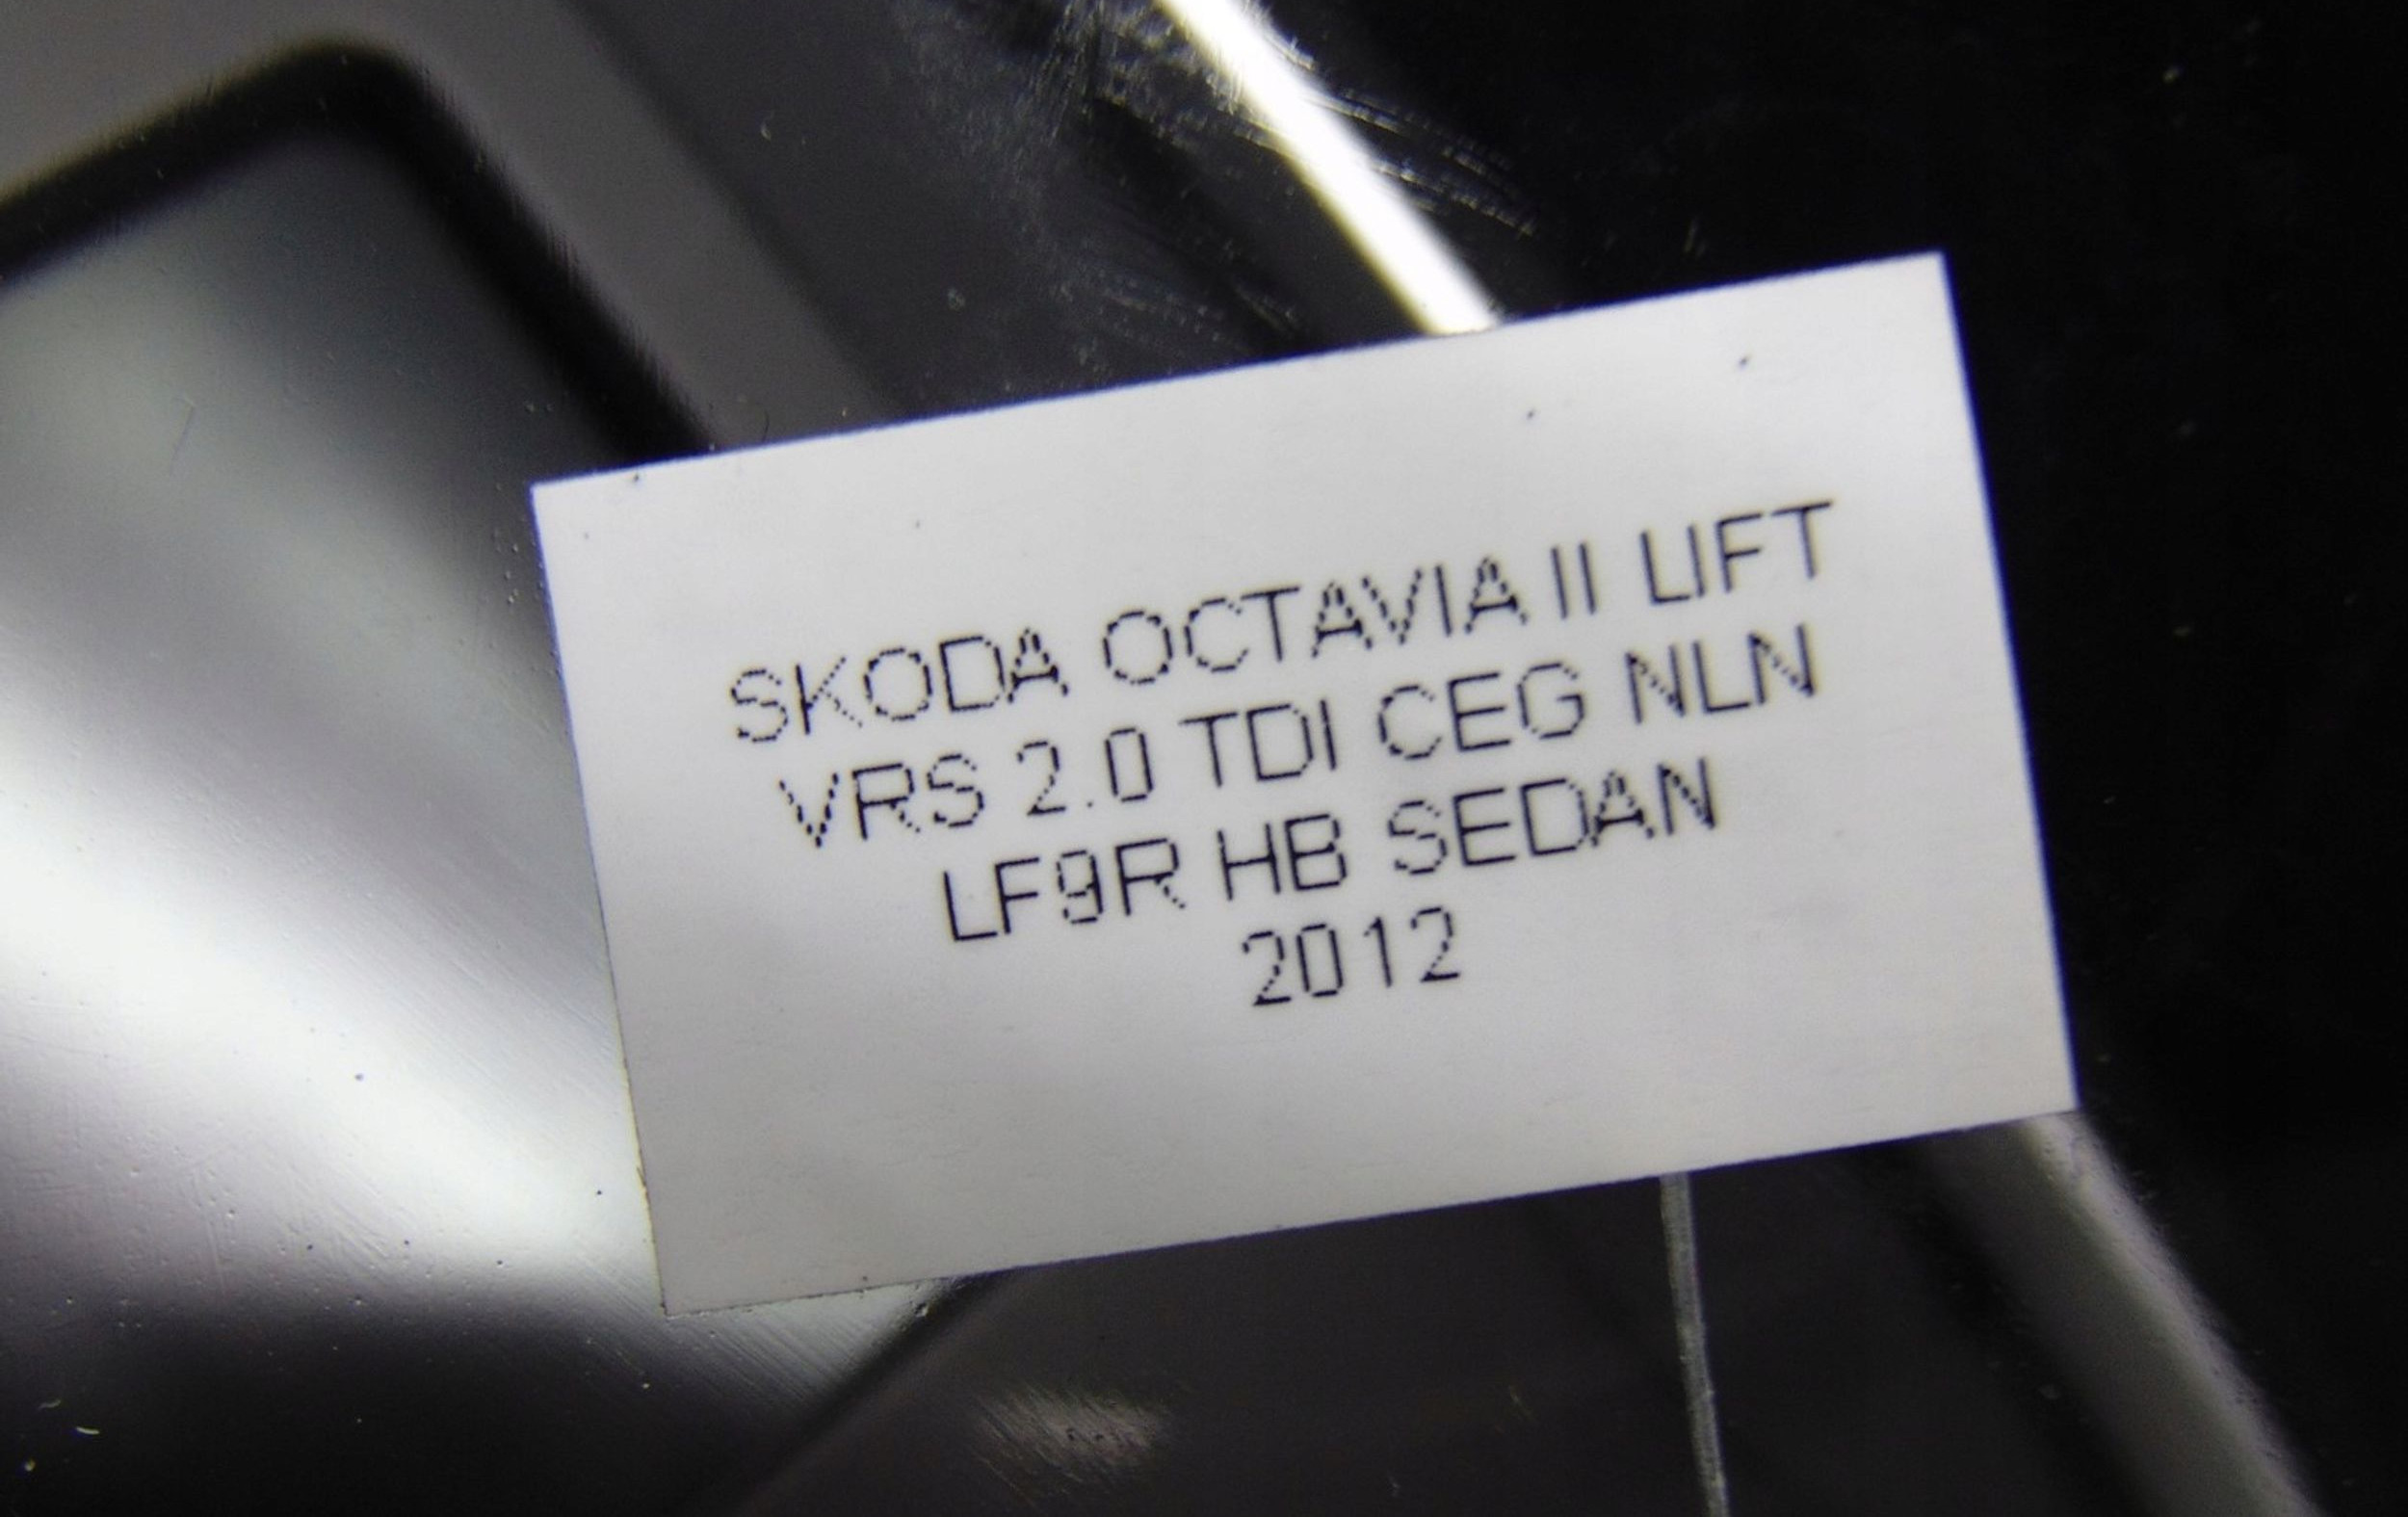 SKODA OCTAVIA II LIFT
VRS 2.0 TDI CEG NLN
LF9R HB SEDAN
2012